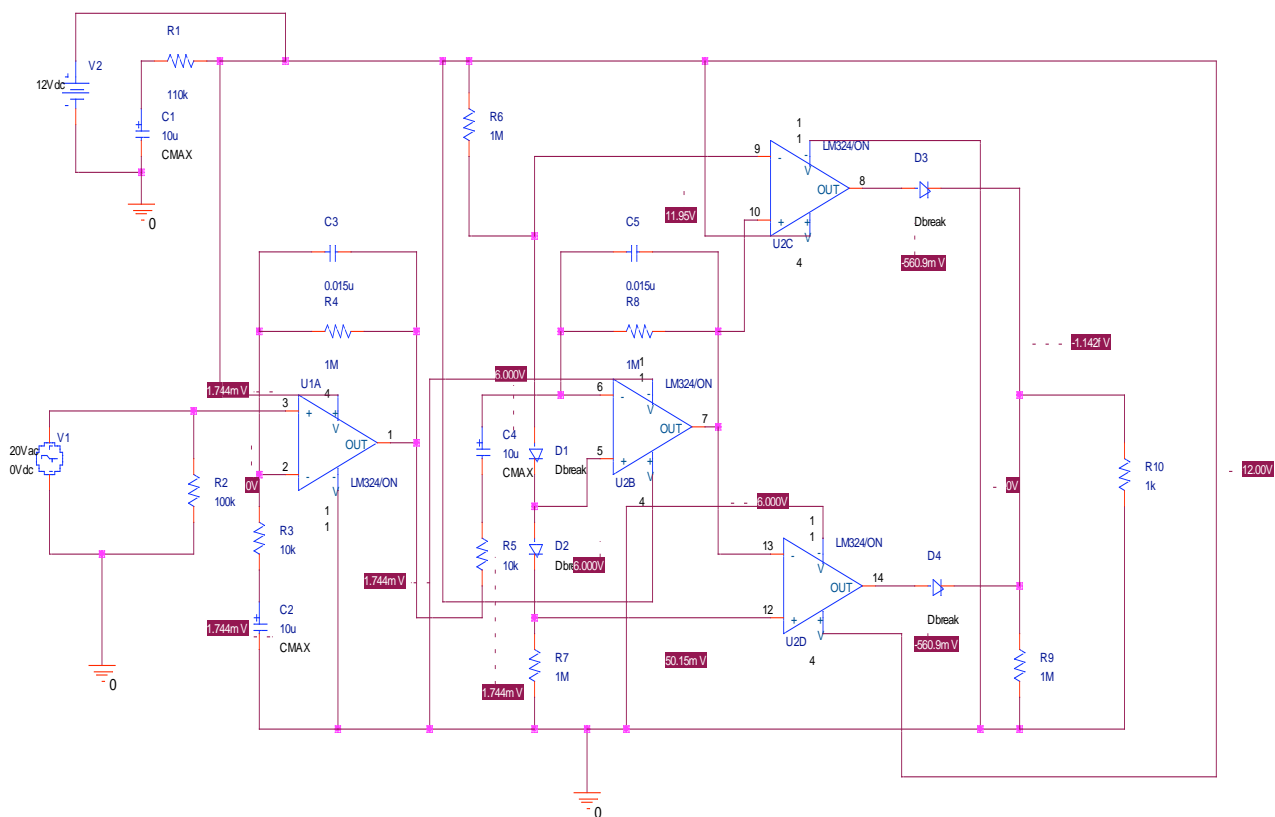 R1
V2
12Vdc
110k
C1
10u
CMAX
0
R6
1M
1
1
9
-
-
LM324/ON
V
D3
8
OUT
10
+
+
V
U2C
4
Dbreak
11.95V
-560.9mV
C3
0.015u
R4
1M
C5
0.015u
R8
1M
-1.142fV
U1A
1.744mV
4
6.000V
1
1
LM324/ON
3
+
+
V
6
-
-
V
7
V1
20Vac
0Vdc
OUT
1
C4
10u
CMAX
D1
Dbreak
5
OUT
+
+
V
U2B
4
2
-
-
V
LM324/ON
0V
R2
100k
1
1
R10
1k
12.00V
0V
6.000V
1
1
R3
10k
R5
10k
D2
6.000V
13
-
-
V
LM324/ON
D4
1.744mV
OUT
14
C2
10u
CMAX
1.744mV
12
+
+
V
U2D
4
Dbreak
-560.9mV
R7
1M
50.15mV
R9
1M
1.744mV
0
0